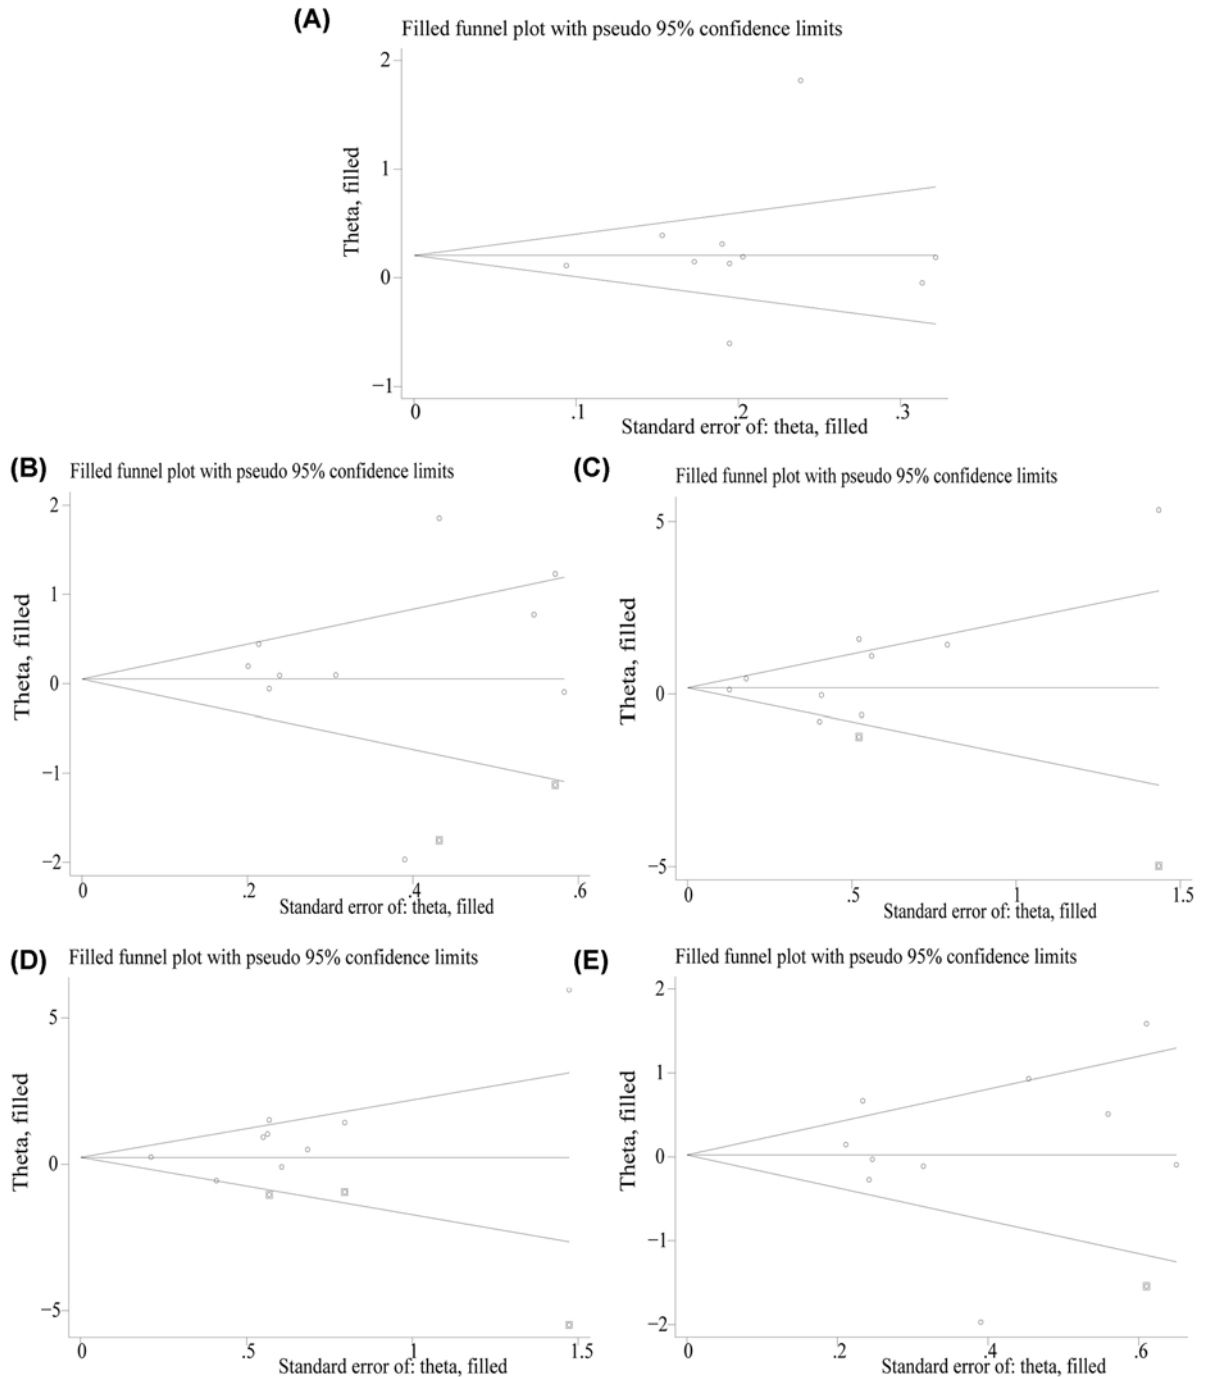 (A)
Filled funnel plot with pseudo 95% confidence limits
Theta, filled
2
1
0
−1
0 .1 .2 .3
Standard error of: theta, filled
(B)
Filled funnel plot with pseudo 95% confidence limits
Theta, filled
2
1
0
−1
−2
0 .2 .4 .6
Standard error of: theta, filled
(C)
Filled funnel plot with pseudo 95% confidence limits
Theta, filled
5
0
−5
0 .5 1 1.5
Standard error of: theta, filled
(D)
Filled funnel plot with pseudo 95% confidence limits
Theta, filled
5
0
−5
0 .5 1 1.5
Standard error of: theta, filled
(E)
Filled funnel plot with pseudo 95% confidence limits
Theta, filled
2
1
0
−1
−2
0 .2 .4 .6
Standard error of: theta, filled